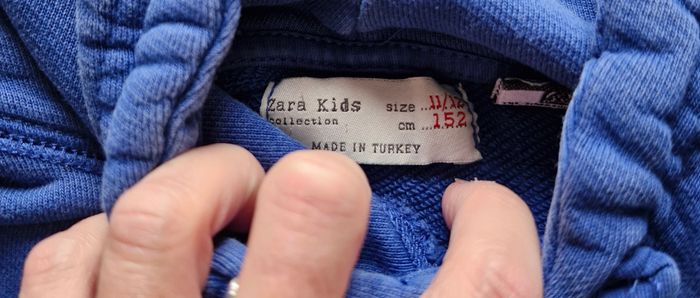 Zara Kids size ..11/12
collection cm ...152
MADE IN TURKEY